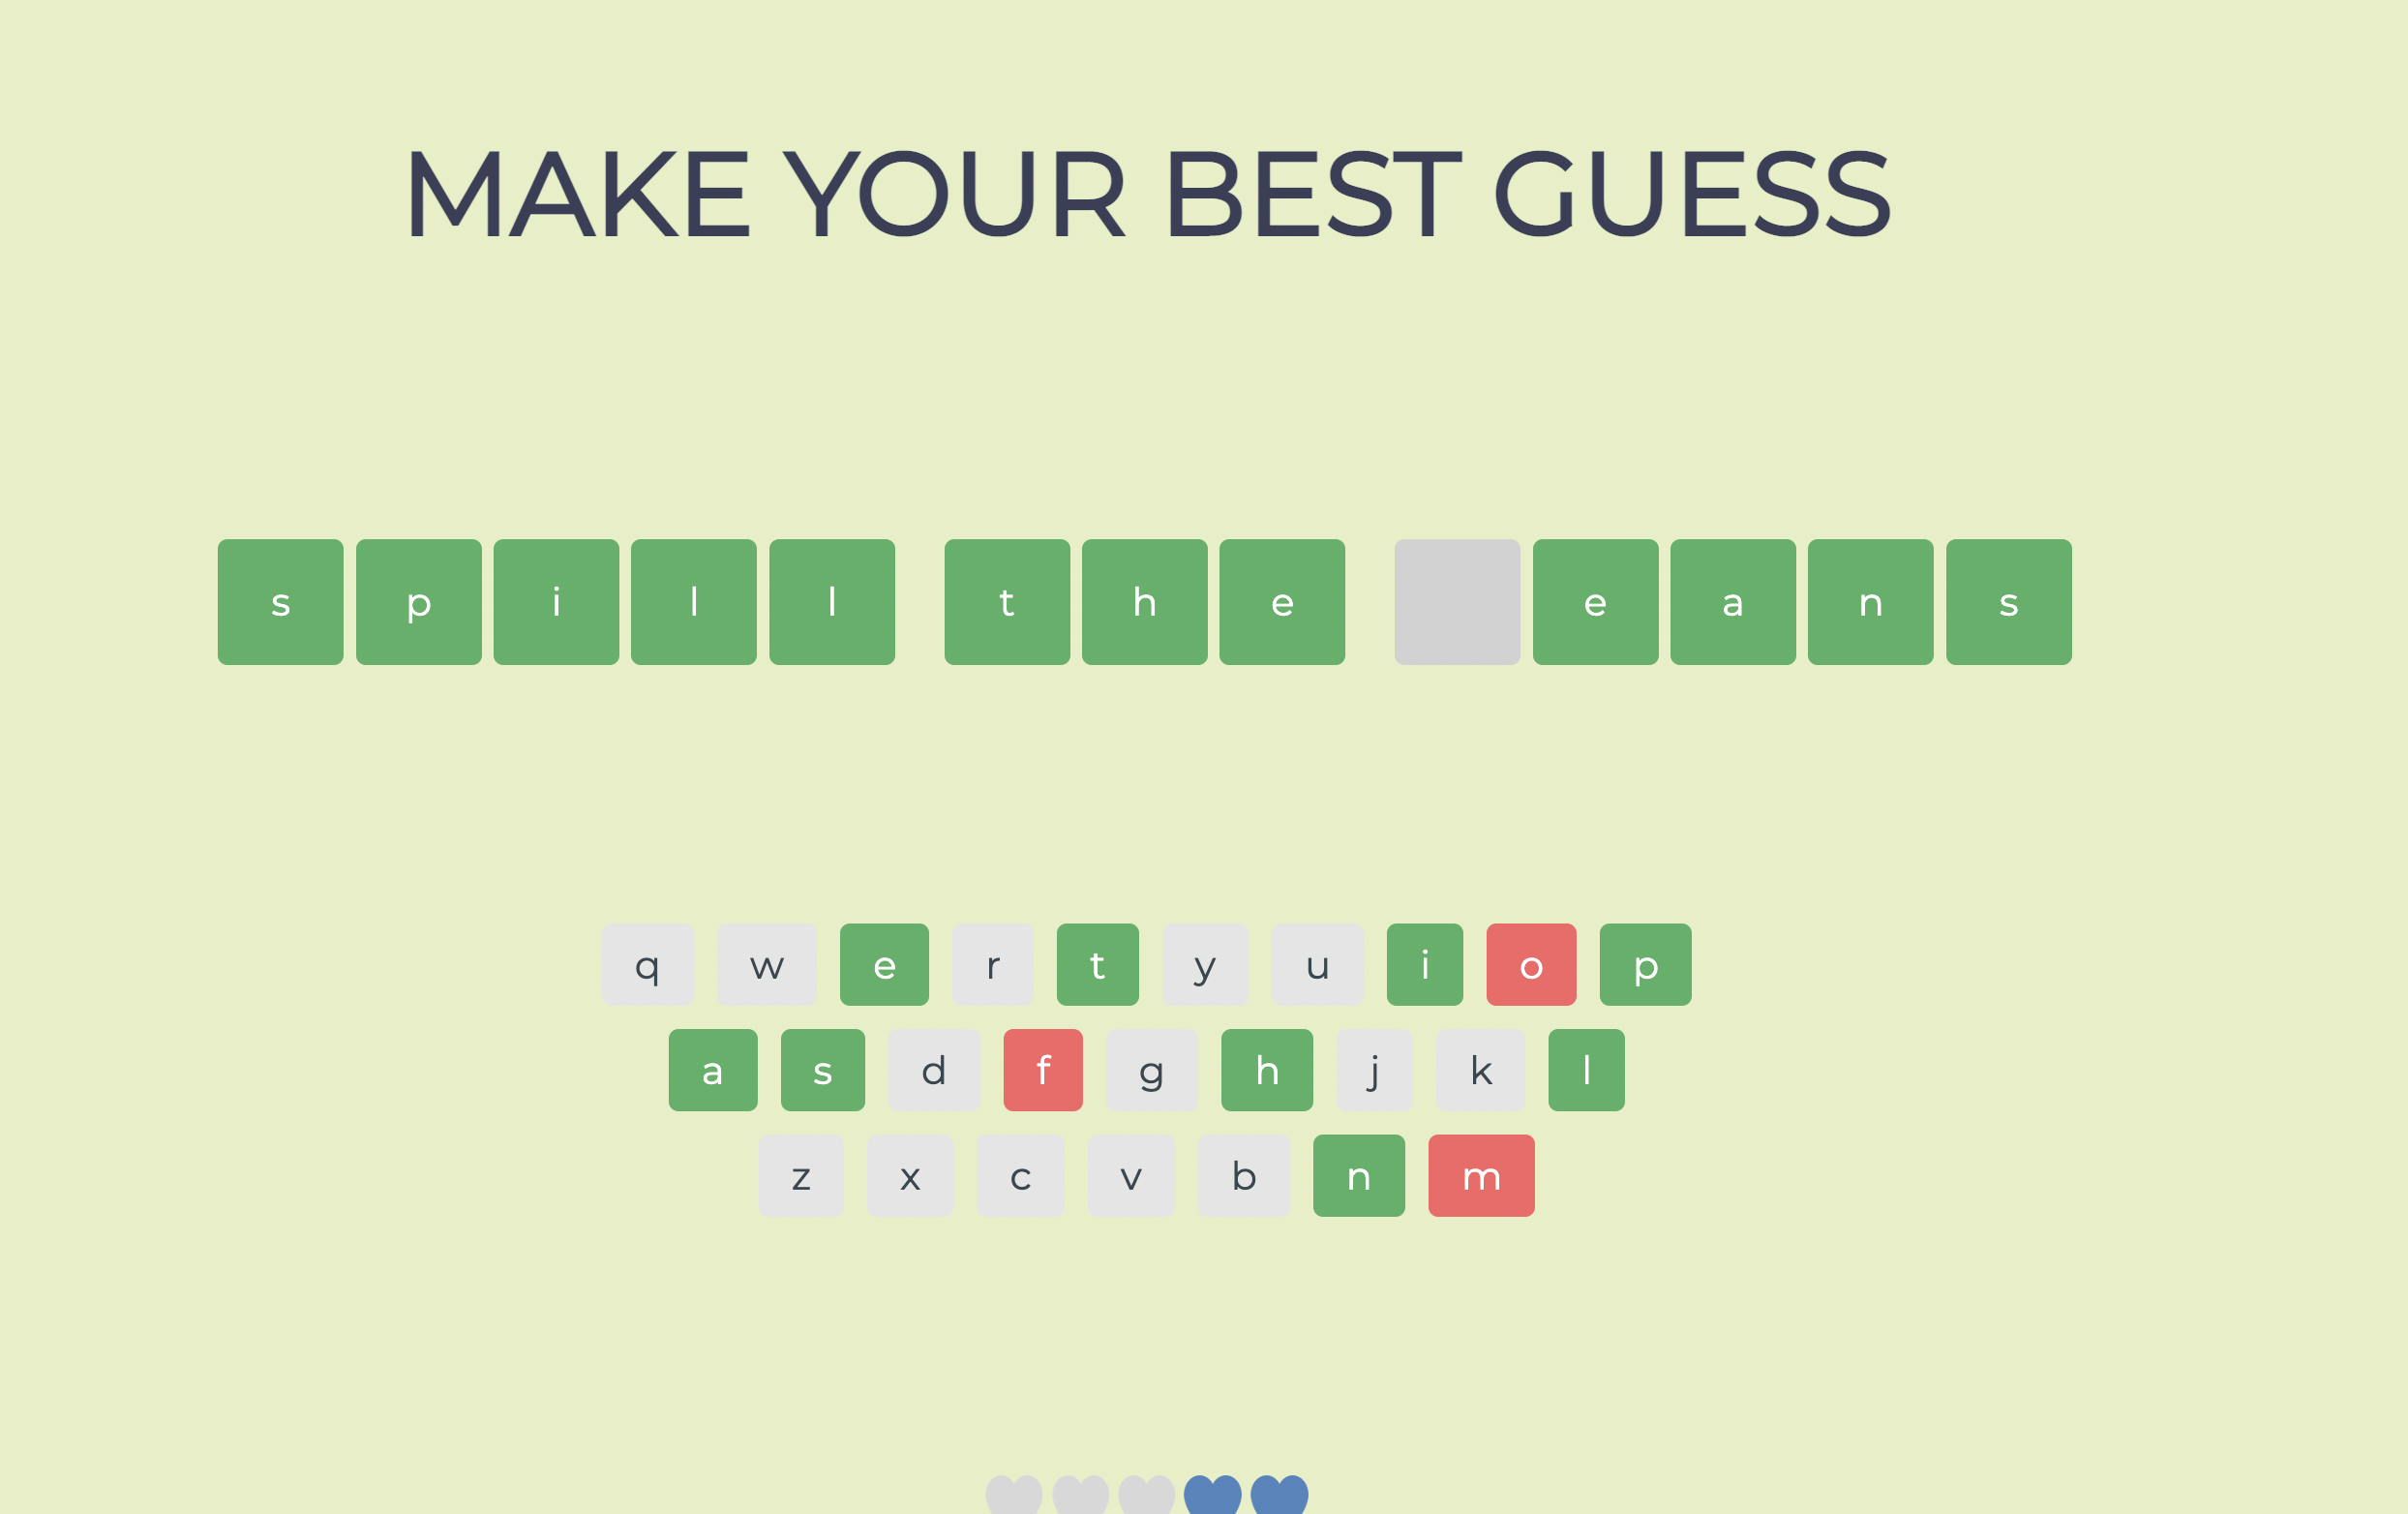 MAKE YOUR BEST GUESS
s p i l l t h e e a n s
q w e r t y u i o p
a s d f g h j k l
z x c v b n m